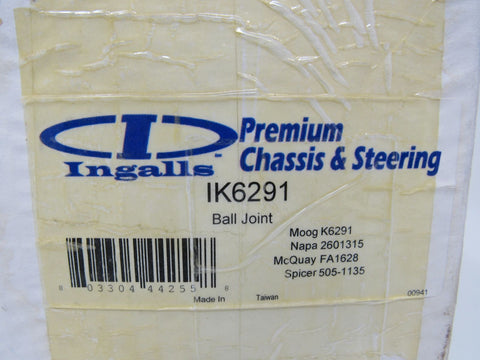 Ingalls
Premium
Chassis & Steering
IK6291
Ball Joint
Moog K6291
Napa 2601315
McQuay FA1628
Spicer 505-1135
8 03304 44255 8
Made In Taiwan
00941